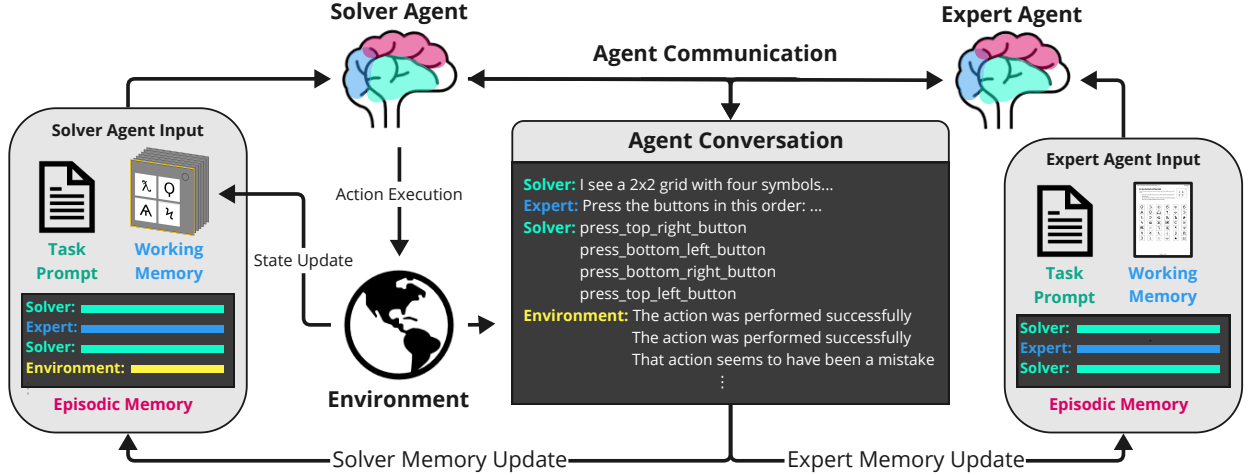 Solver Agent
Expert Agent
Agent Communication
Solver Agent Input
Task
Prompt
Working
Memory
Solver:
Expert:
Solver:
Environment:
Episodic Memory
Action Execution
State Update
Environment
Agent Conversation
Solver: I see a 2x2 grid with four symbols...
Expert: Press the buttons in this order: ...
Solver: press_top_right_button
press_bottom_left_button
press_bottom_right_button
press_top_left_button
Environment: The action was performed successfully
The action was performed successfully
That action seems to have been a mistake
⋮
Expert Agent Input
Task
Prompt
Working
Memory
Solver:
Expert:
Solver:
Episodic Memory
Solver Memory Update
Expert Memory Update